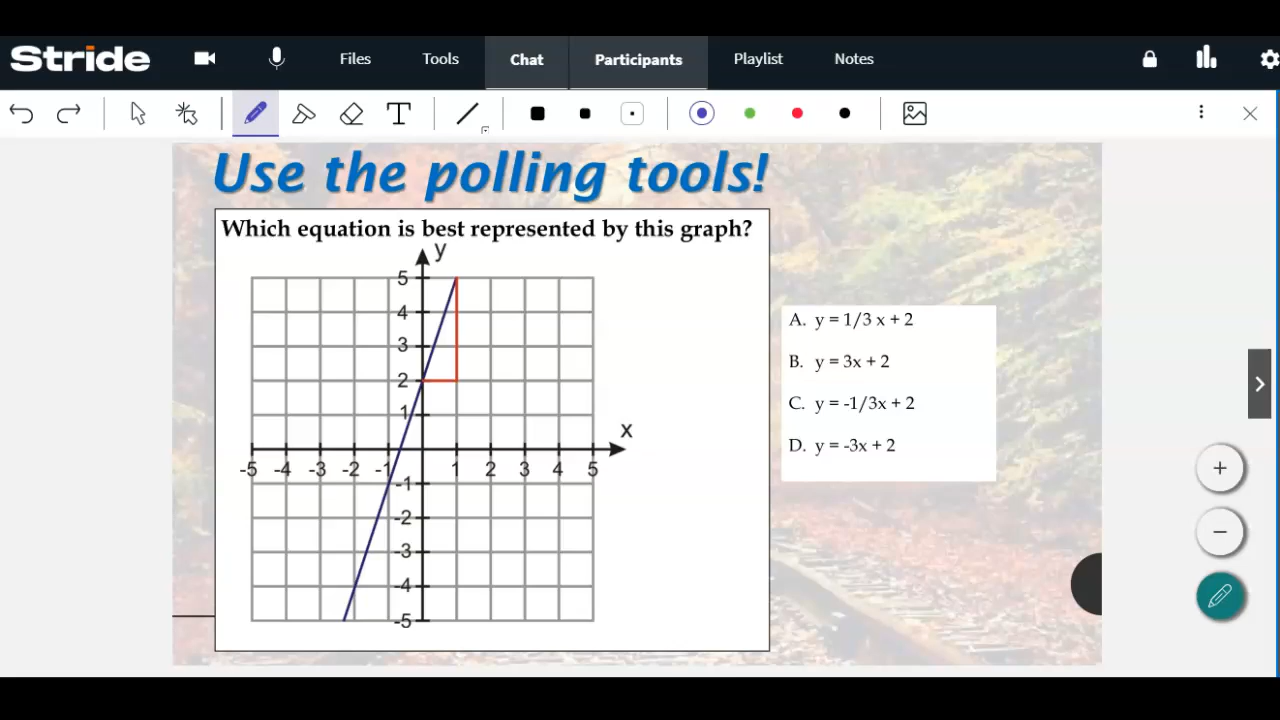 Stride Files Tools Chat Participants Playlist Notes
T
Use the polling tools!
Which equation is best represented by this graph?
y
5
4
3
2
1
x
-5 -4 -3 -2 -1 1 2 3 4 5
-1
-2
-3
-4
-5
A. y = 1/3 x + 2
B. y = 3x + 2
C. y = -1/3x + 2
D. y = -3x + 2